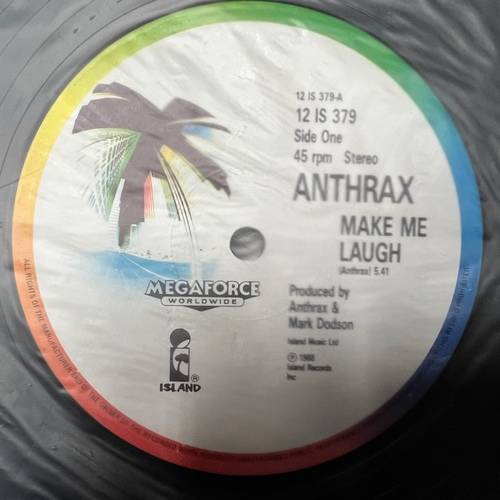 12 IS 379-A
12 IS 379
Side One
45 rpm Stereo
ANTHRAX
MAKE ME
LAUGH
(Anthrax) 5.41
MEGAFORCE
WORLDWIDE
Produced by
Anthrax &
Mark Dodson
Island Music Ltd
℗ 1988
Island Records
Inc
ISLAND®
ALL RIGHTS OF THE MANUFACTURER AND OF THE OWNER OF THE RECORDED WORK